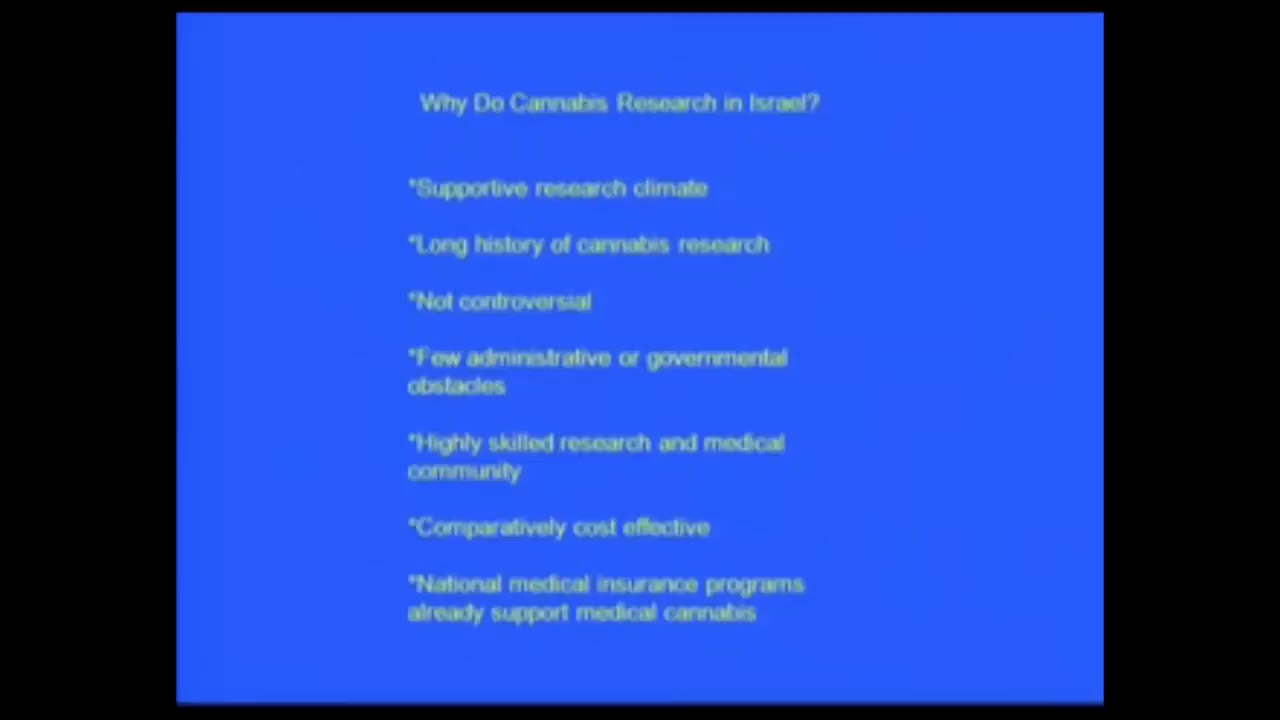 Why Do Cannabis Research in Israel?
*Supportive research climate
*Long history of cannabis research
*Not controversial
*Few administrative or governmental
obstacles
*Highly skilled research and medical
community
*Comparatively cost effective
*National medical insurance programs
already support medical cannabis